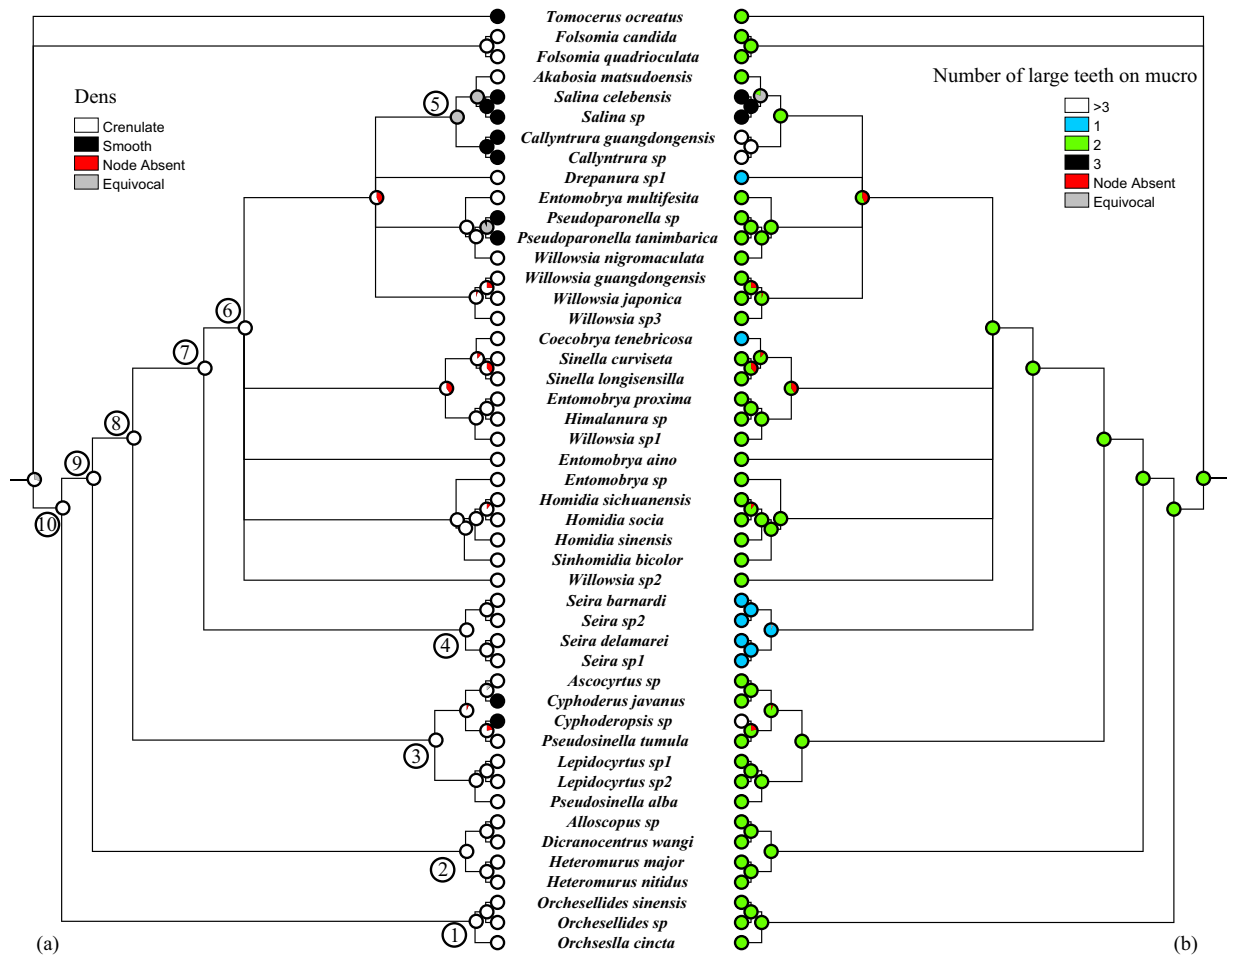 Dens
Crenulate
Smooth
Node Absent
Equivocal
Number of large teeth on mucro
>3
1
2
3
Node Absent
Equivocal
Tomocerus ocreatus
Folsomia candida
Folsomia quadrioculata
Akabosia matsudoensis
Salina celebensis
Salina sp
Callyntrura guangdongensis
Callyntrura sp
Drepanura sp1
Entomobrya multifesita
Pseudoparonella sp
Pseudoparonella tanimbarica
Willowsia nigromaculata
Willowsia guangdongensis
Willowsia japonica
Willowsia sp3
Coecobrya tenebricosa
Sinella curviseta
Sinella longisensilla
Entomobrya proxima
Himalanura sp
Willowsia sp1
Entomobrya aino
Entomobrya sp
Homidia sichuanensis
Homidia socia
Homidia sinensis
Sinhomidia bicolor
Willowsia sp2
Seira barnardi
Seira sp2
Seira delamarei
Seira sp1
Ascocyrtus sp
Cyphoderus javanus
Cyphoderopsis sp
Pseudosinella tumula
Lepidocyrtus sp1
Lepidocyrtus sp2
Pseudosinella alba
Alloscopus sp
Dicranocentrus wangi
Heteromurus major
Heteromurus nitidus
Orchesellides sinensis
Orchesellides sp
Orchseslla cincta
5
6
7
8
9
10
4
3
2
1
(a)
(b)